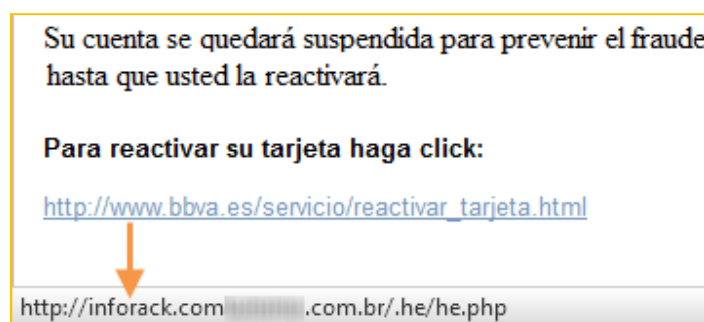 Su cuenta se quedará suspendida para prevenir el fraude
hasta que usted la reactivará.
Para reactivar su tarjeta haga click:
http://www.bbva.es/servicio/reactivar_tarjeta.html
http://inforack.com .com.br/.he/he.php